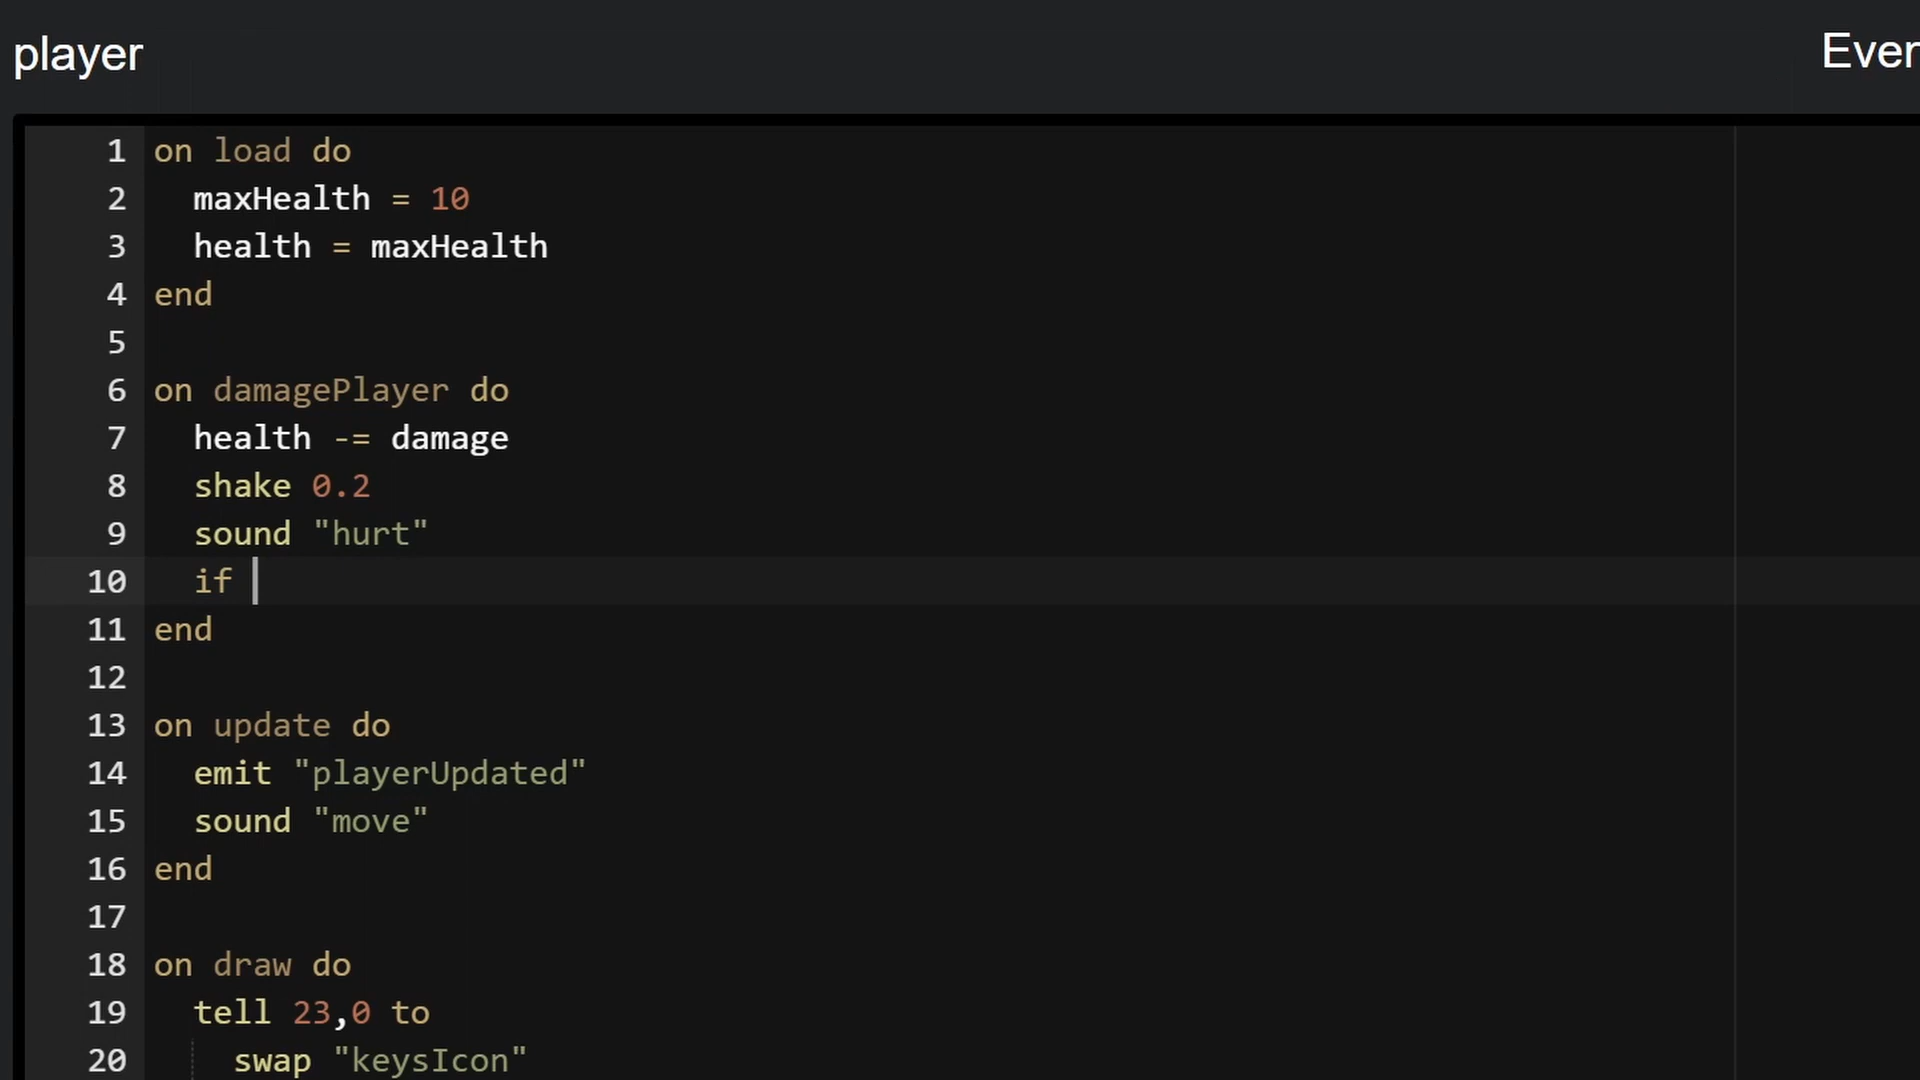 player
Ever
1 on load do
2 maxHealth = 10
3 health = maxHealth
4 end
5
6 on damagePlayer do
7 health -= damage
8 shake 0.2
9 sound "hurt"
10 if
11 end
12
13 on update do
14 emit "playerUpdated"
15 sound "move"
16 end
17
18 on draw do
19 tell 23,0 to
20 swap "keysIcon"